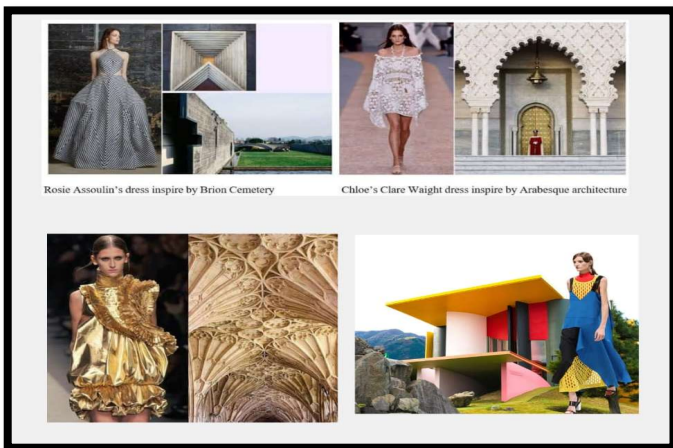 Rosie Assoulin's dress inspire by Brion Cemetery
Chloe's Clare Waight dress inspire by Arabesque architecture